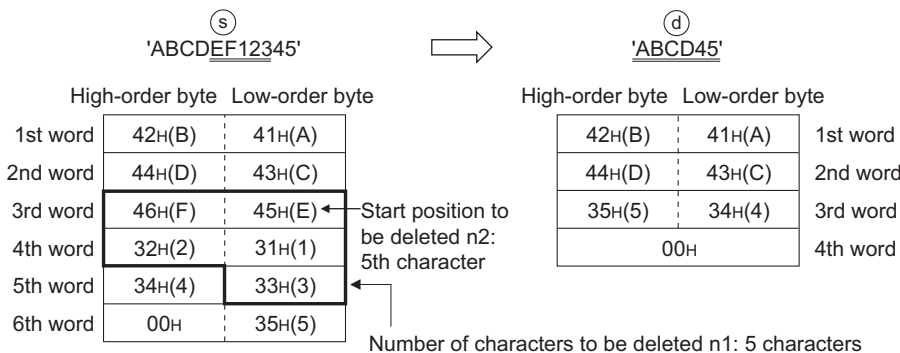 s d
'ABCDEF12345' 'ABCD45'
High-order byte Low-order byte High-order byte Low-order byte
1st word 42H(B) 41H(A) 42H(B) 41H(A) 1st word
2nd word 44H(D) 43H(C) 44H(D) 43H(C) 2nd word
3rd word 46H(F) 45H(E) Start position to 35H(5) 34H(4) 3rd word
4th word 32H(2) 31H(1) be deleted n2: 00H 4th word
5th character
5th word 34H(4) 33H(3)
6th word 00H 35H(5)
Number of characters to be deleted n1: 5 characters